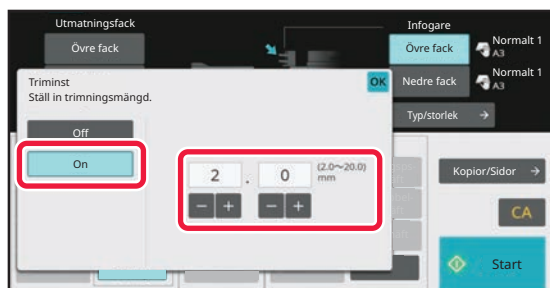 Utmatningsfack
Övre fack
Infogare
Övre fack
Normalt 1
A3
Nedre fack
Normalt 1
A3
Typ/storlek
Triminst
Ställ in trimningsmängd.
OK
Off
On
2 . 0
(2.0~20.0)
mm
Kopior/Sidor
CA
Start